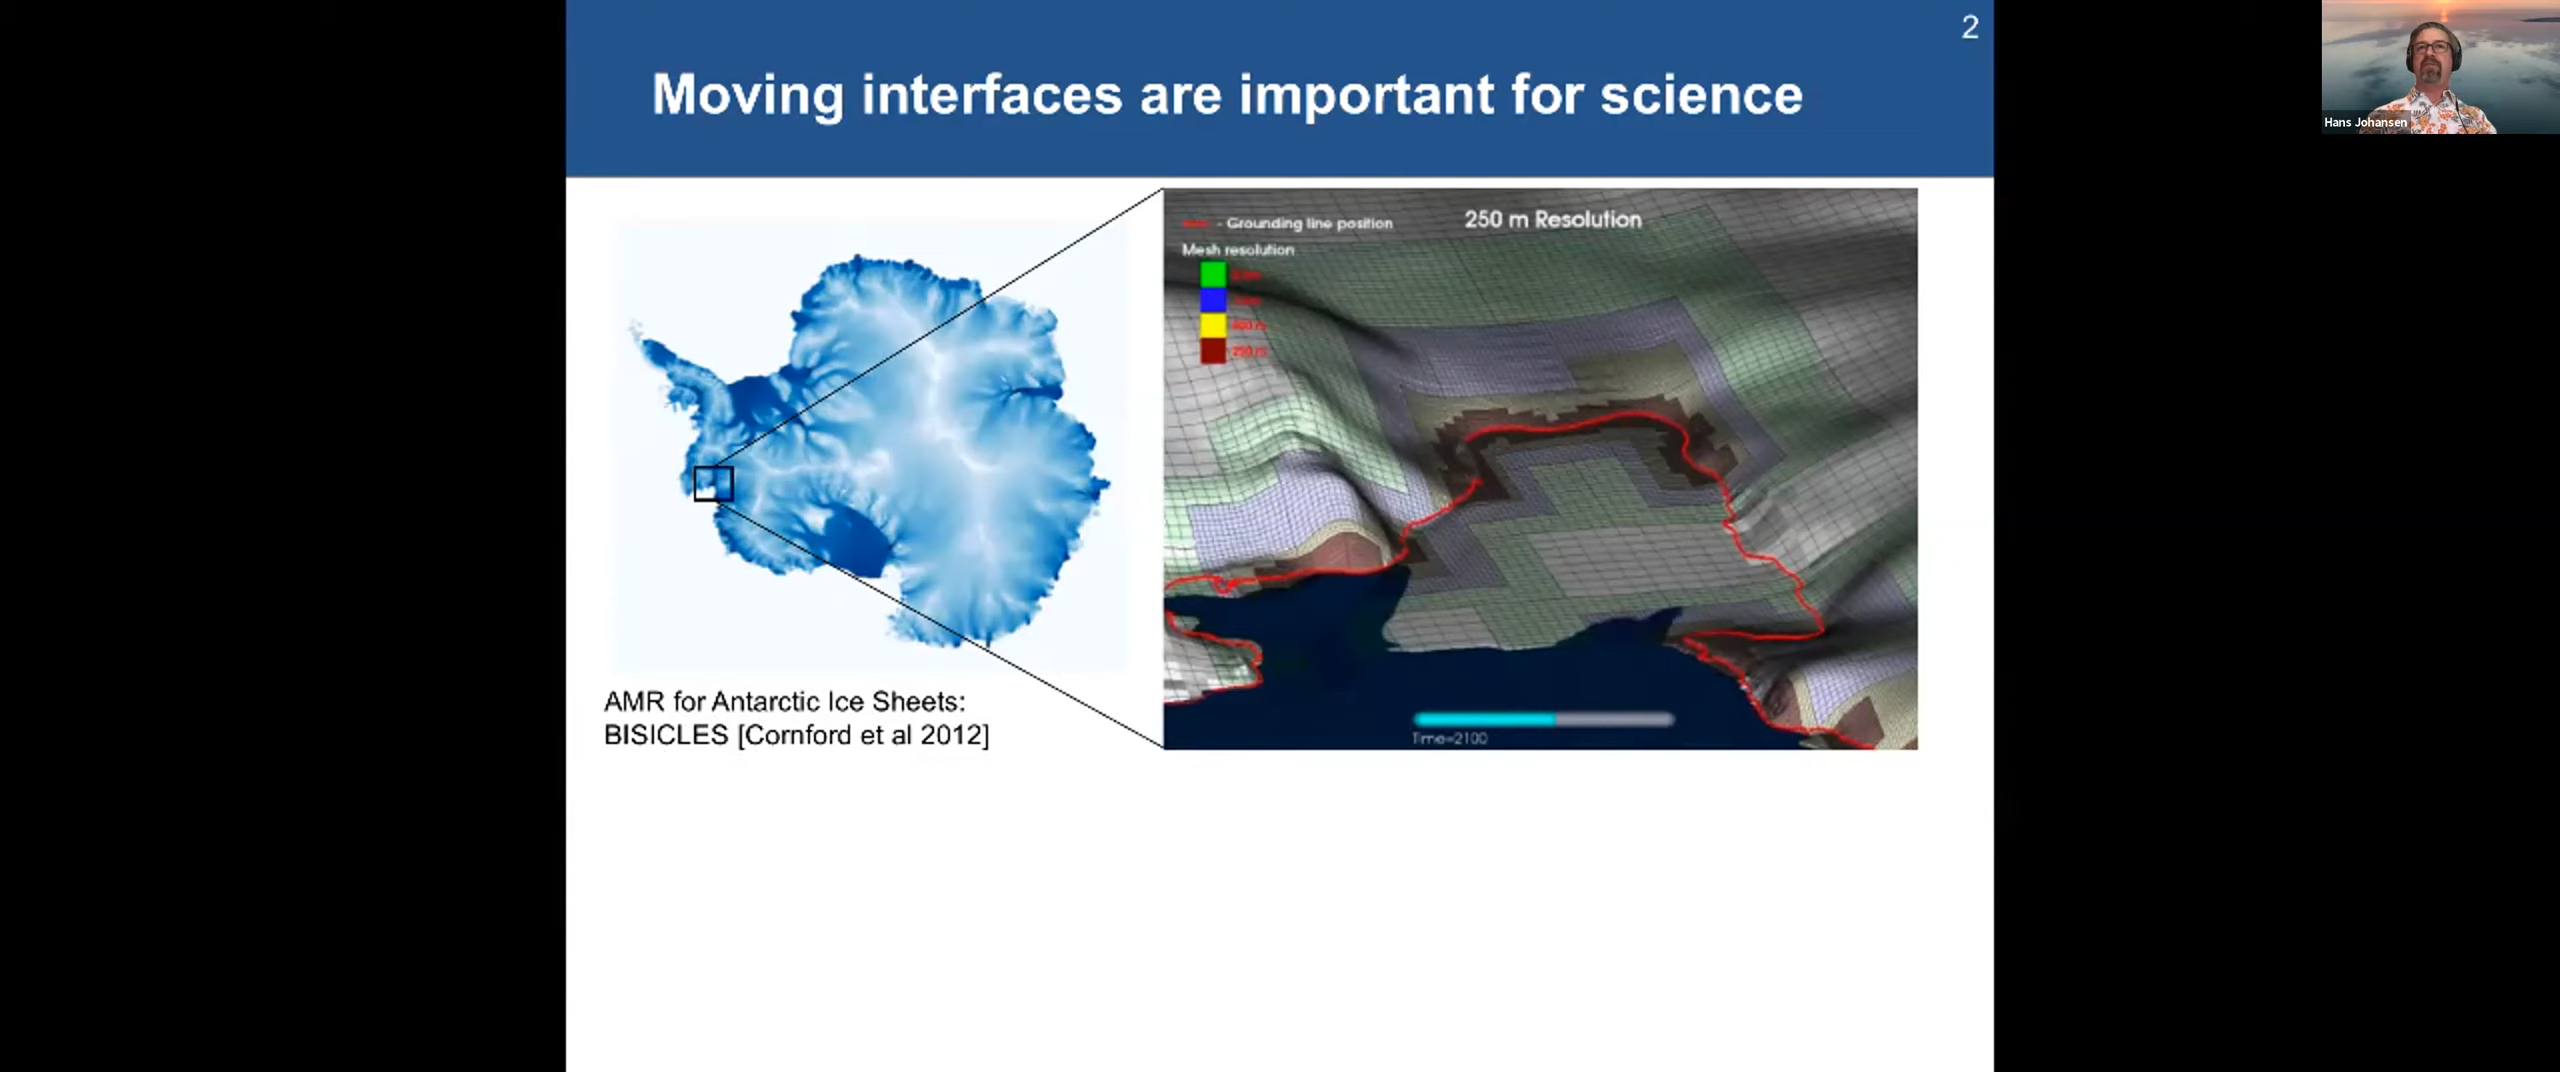 2
Moving interfaces are important for science
- Grounding line position
250 m Resolution
Mesh resolution
AMR for Antarctic Ice Sheets:
BISICLES [Cornford et al 2012]
Time=2100
Hans Johansen